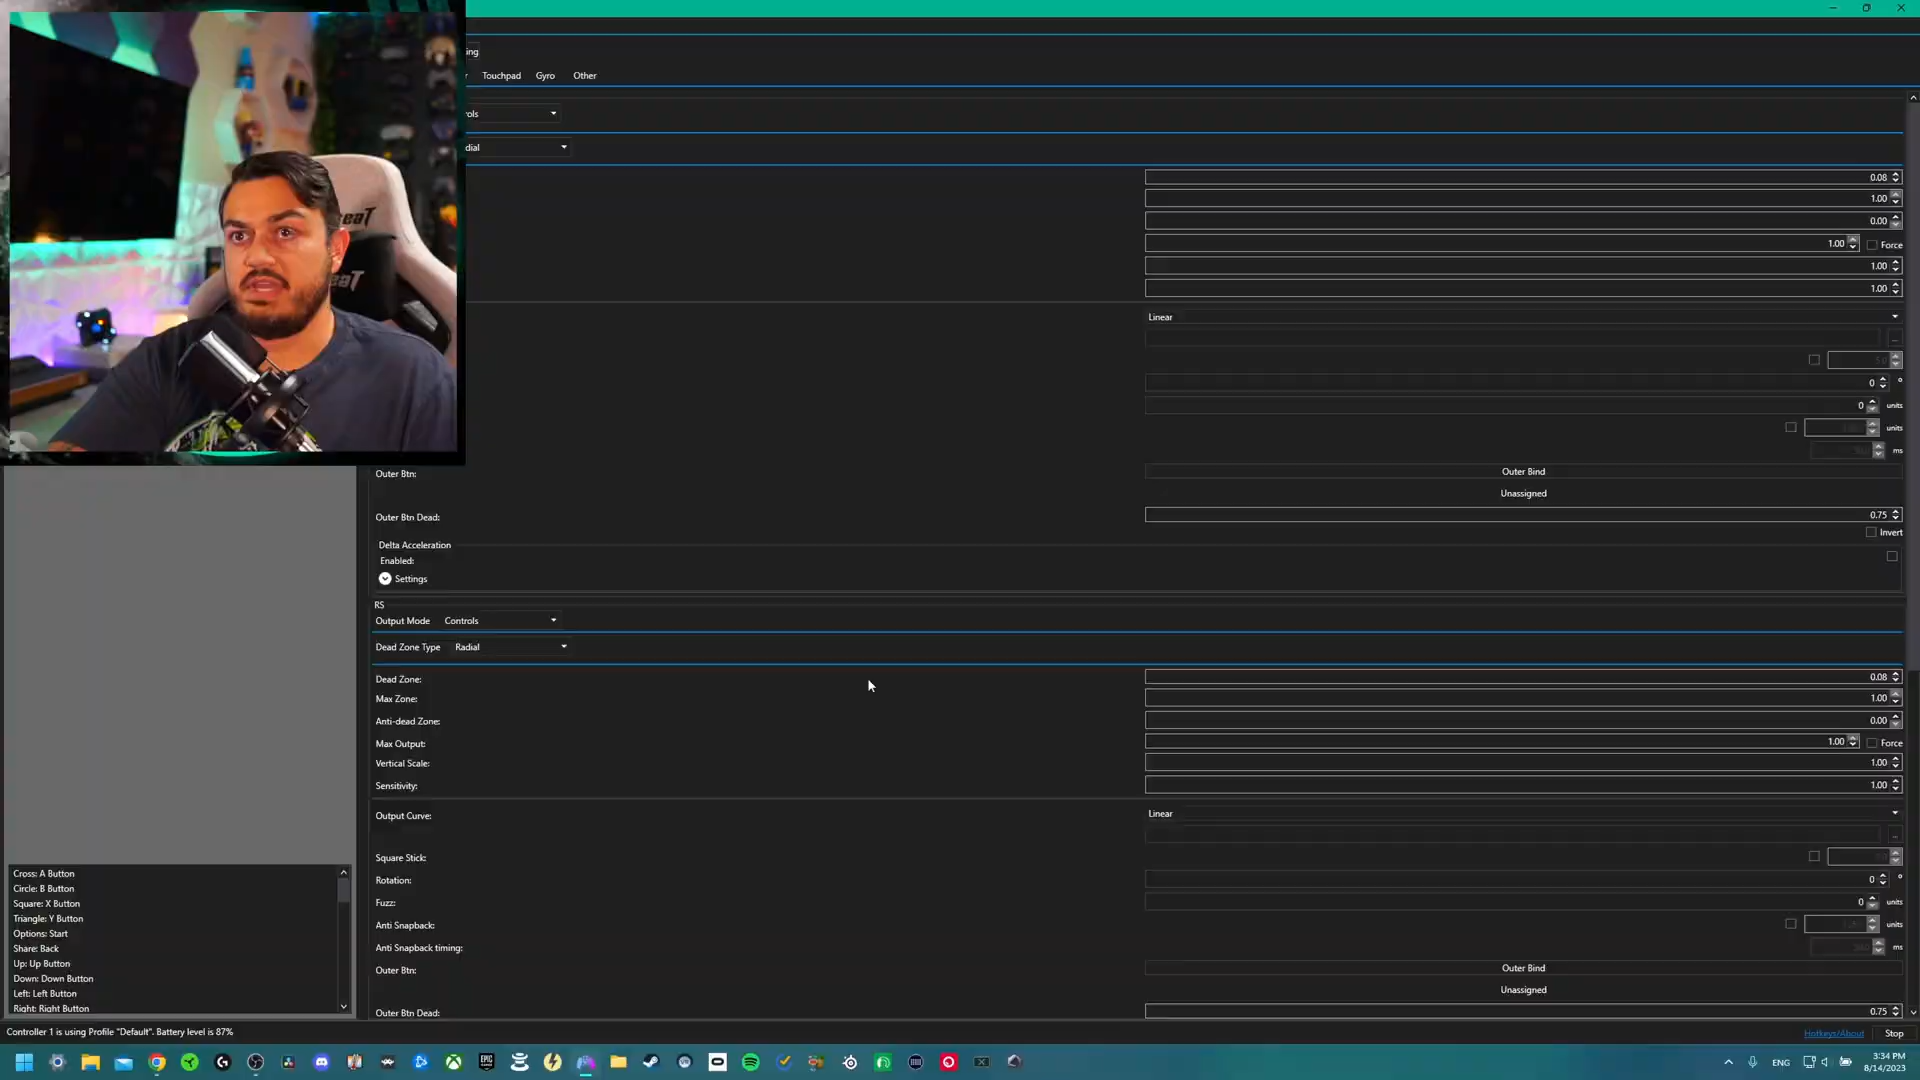 ing
r Touchpad Gyro Other
rols
dial
0.08
1.00
0.00
1.00 Force
1.00
1.00
Linear
...
0 °
0 units
units
ms
Outer Btn: Outer Bind
Unassigned
Outer Btn Dead: 0.75
Invert
Delta Acceleration
Enabled:
Settings
RS
Output Mode Controls
Dead Zone Type Radial
Dead Zone: 0.08
Max Zone: 1.00
Anti-dead Zone: 0.00
Max Output: 1.00 Force
Vertical Scale: 1.00
Sensitivity: 1.00
Output Curve: Linear
...
Square Stick:
Rotation: 0 °
Fuzz: 0 units
Anti Snapback: units
Anti Snapback timing: ms
Outer Btn: Outer Bind
Unassigned
Outer Btn Dead: 0.75
Cross: A Button
Circle: B Button
Square: X Button
Triangle: Y Button
Options: Start
Share: Back
Up: Up Button
Down: Down Button
Left: Left Button
Right: Right Button
Controller 1 is using Profile "Default". Battery level is 87%
Hotkeys/About Stop
ENG
3:34 PM
8/14/2023